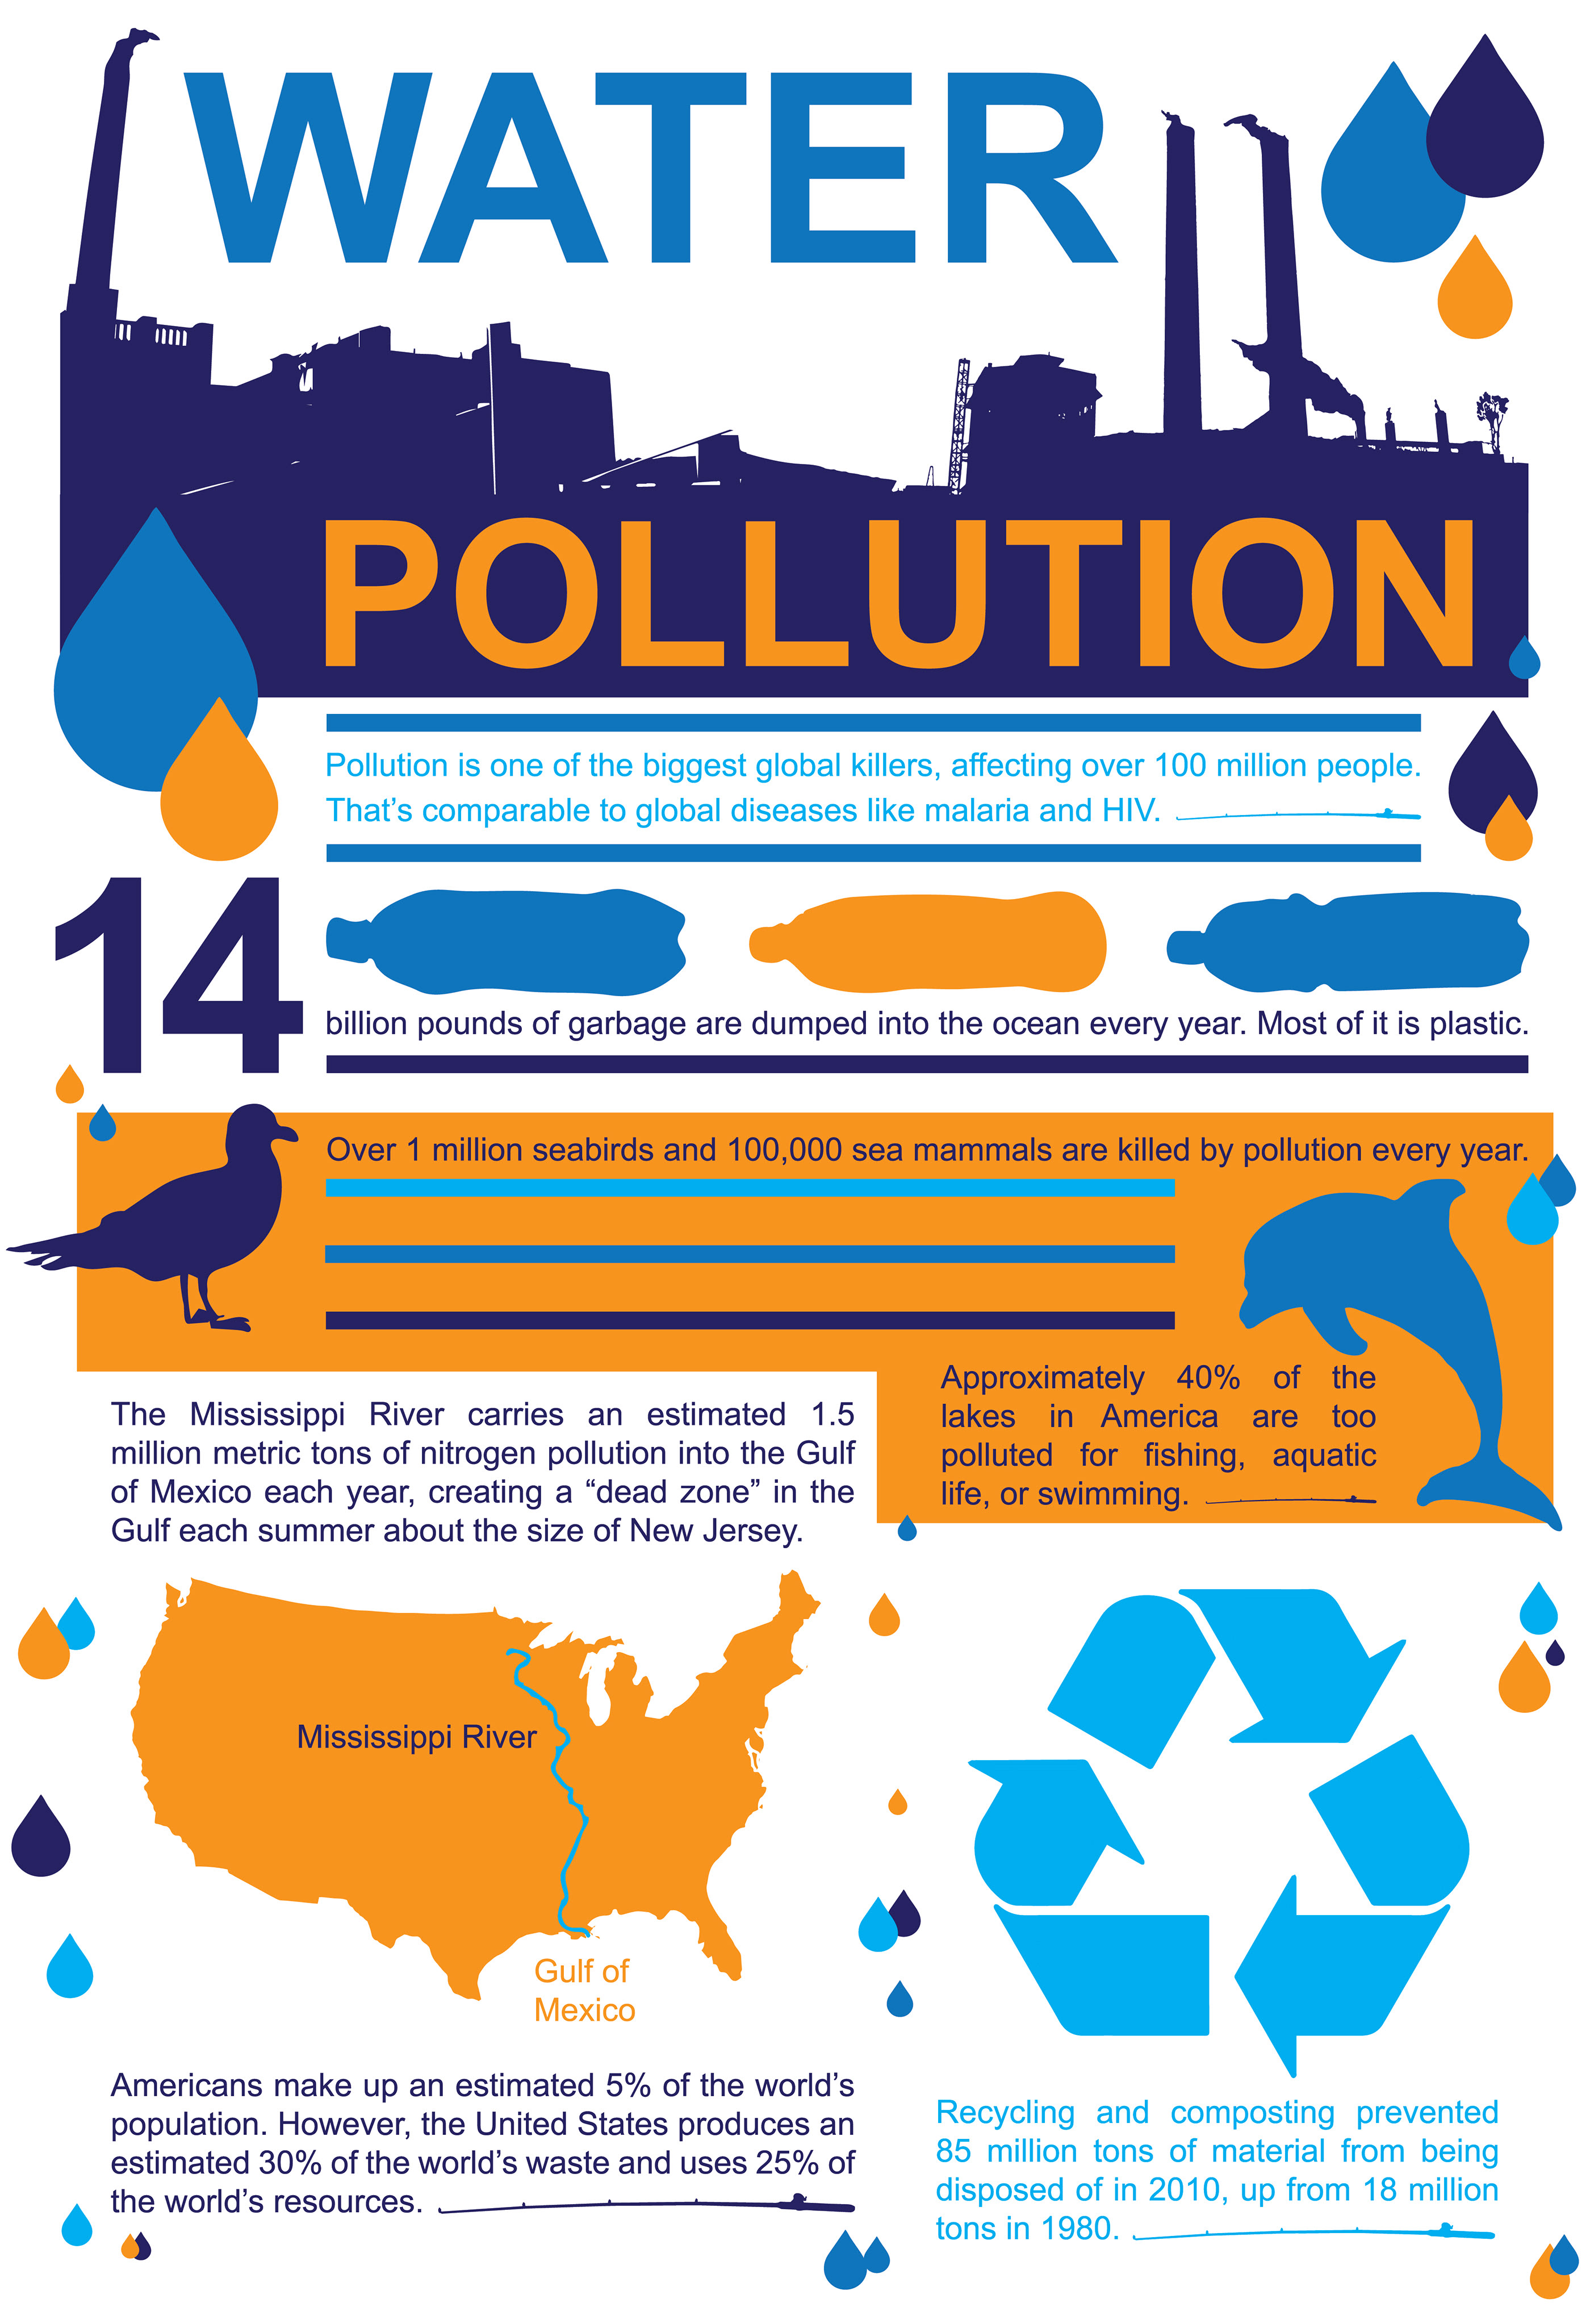 WATER
POLLUTION
Pollution is one of the biggest global killers, affecting over 100 million people.
That’s comparable to global diseases like malaria and HIV.
14
billion pounds of garbage are dumped into the ocean every year. Most of it is plastic.
Over 1 million seabirds and 100,000 sea mammals are killed by pollution every year.
Approximately 40% of the
lakes in America are too
polluted for fishing, aquatic
life, or swimming.
The Mississippi River carries an estimated 1.5
million metric tons of nitrogen pollution into the Gulf
of Mexico each year, creating a “dead zone” in the
Gulf each summer about the size of New Jersey.
Mississippi River
Gulf of
Mexico
Americans make up an estimated 5% of the world’s
population. However, the United States produces an
estimated 30% of the world’s waste and uses 25% of
the world’s resources.
Recycling and composting prevented
85 million tons of material from being
disposed of in 2010, up from 18 million
tons in 1980.